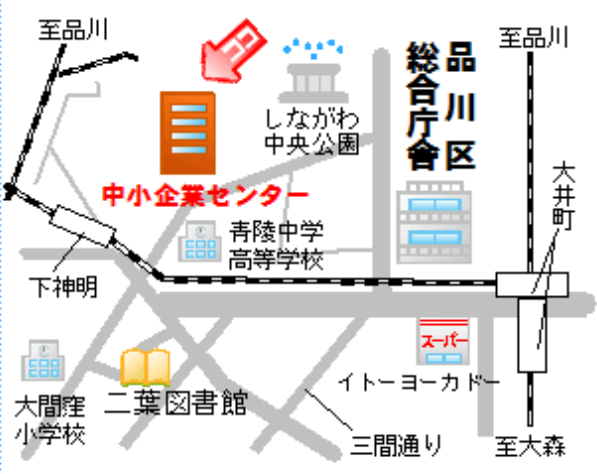 至品川
至品川
品川区
総合庁舎
しながわ
中央公園
大井町
中小企業センター
青陵中学
高等学校
下神明
スーパー
イトーヨーカドー
大間窪
小学校
二葉図書館
三間通り
至大森